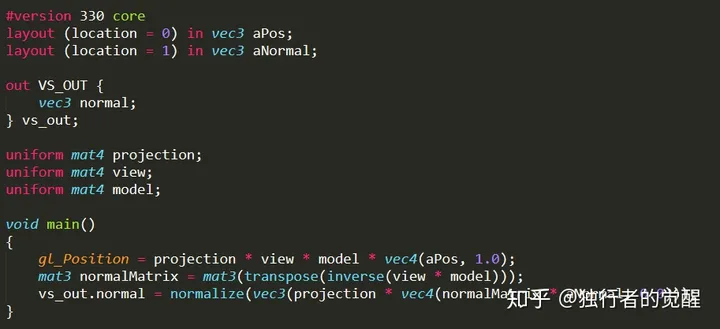 #version 330 core
layout (location = 0) in vec3 aPos;
layout (location = 1) in vec3 aNormal;
out VS_OUT {
    vec3 normal;
} vs_out;
uniform mat4 projection;
uniform mat4 view;
uniform mat4 model;
void main()
{
    gl_Position = projection * view * model * vec4(aPos, 1.0);
    mat3 normalMatrix = mat3(transpose(inverse(view * model)));
    vs_out.normal = normalize(vec3(projection * vec4(normalMatrix *
知乎 @独行者的觉醒
}